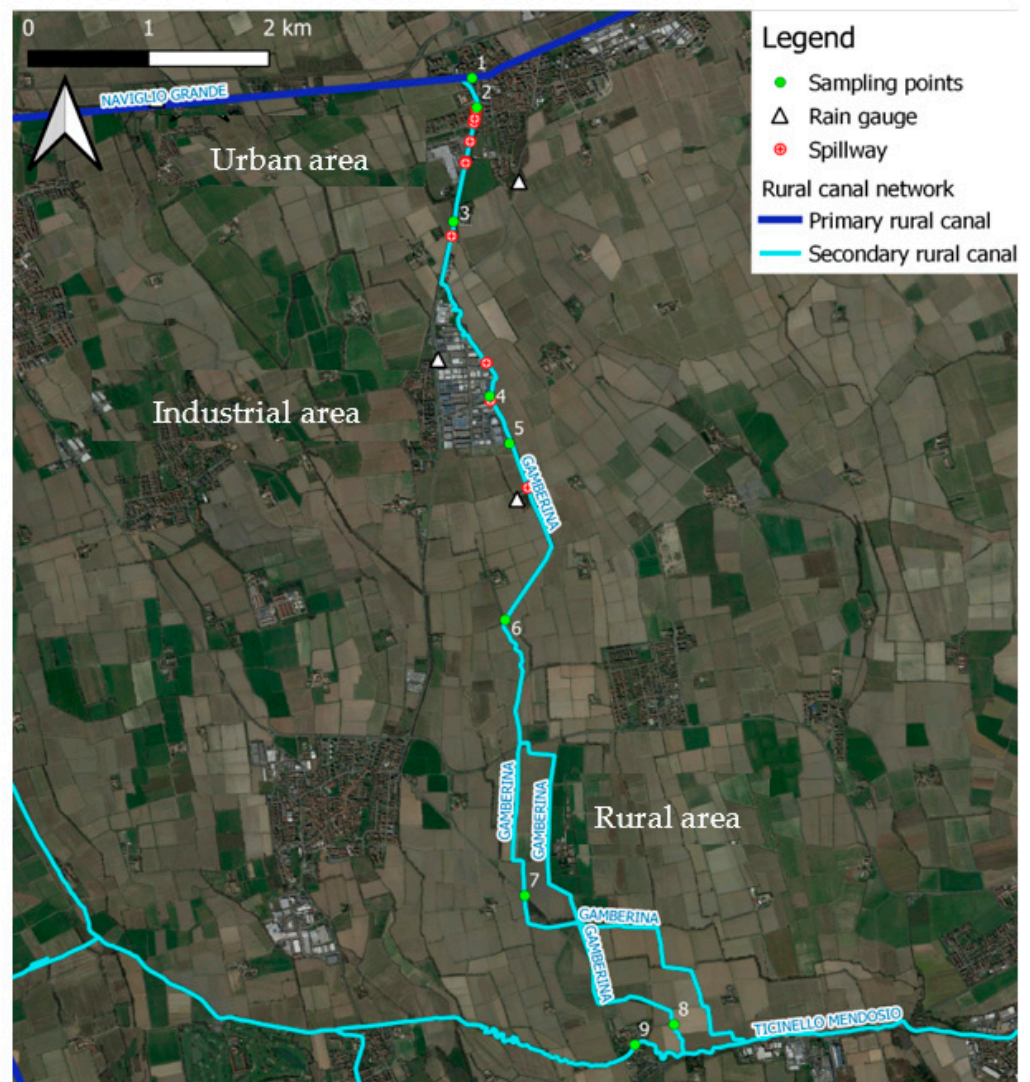 0 1 2 km
Legend
Sampling points
Rain gauge
Spillway
Rural canal network
Primary rural canal
Secondary rural canal
1
NAVIGLIO GRANDE
2
Urban area
3
Industrial area
4
5
GAMBERINA
6
GAMBERINA
GAMBERINA
Rural area
7
GAMBERINA
GAMBERINA
8
TICINELLO MENDOSIO
9